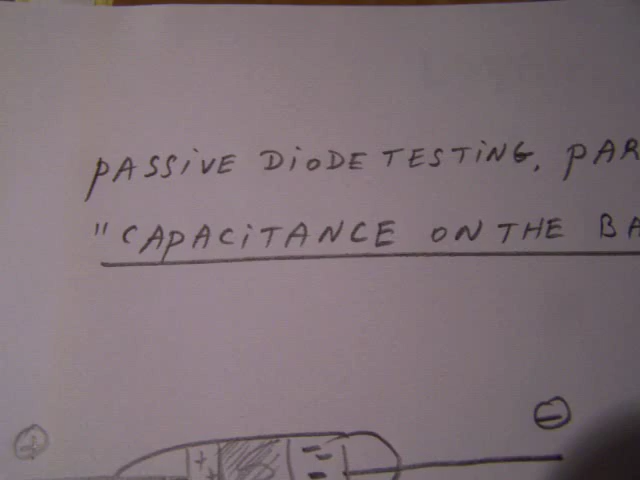 PASSiVE DiODE TESTiNG, PAR
"CAPACiTANCE ON THE BA
+ −
+ − −
+ −